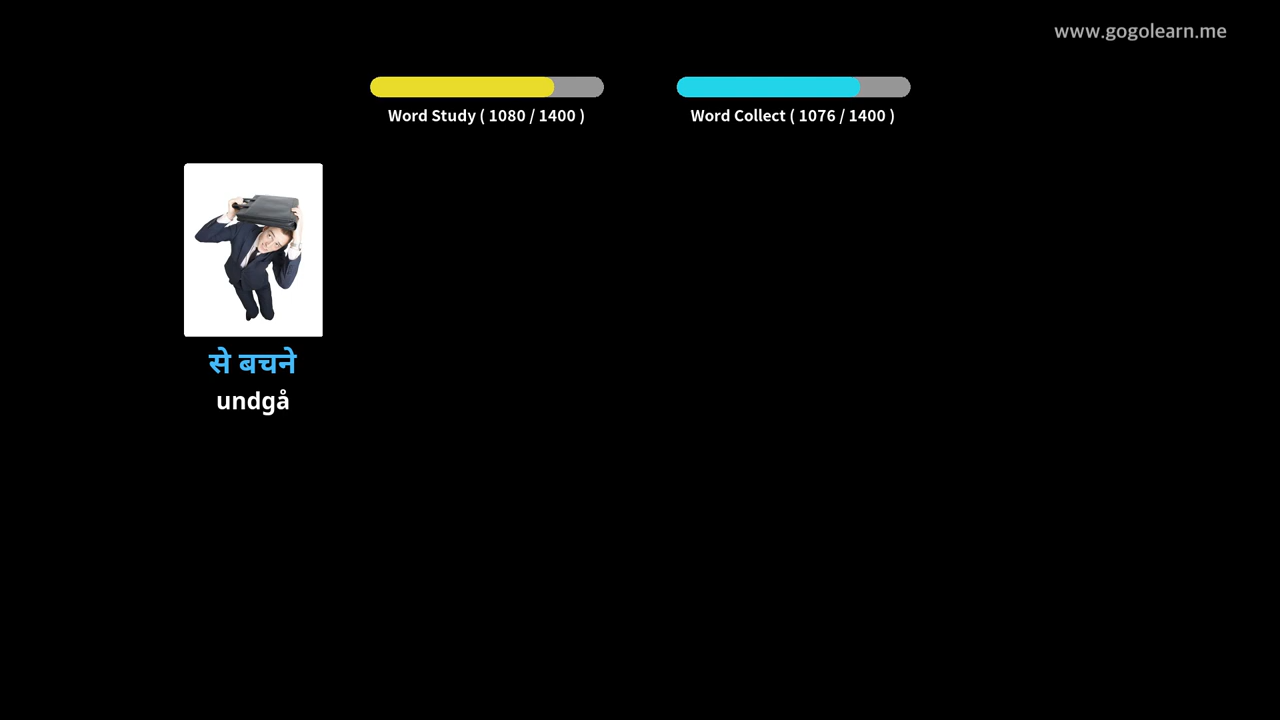 www.gogolearn.me
Word Study ( 1080 / 1400 )
Word Collect ( 1076 / 1400 )
से बचने
undgå